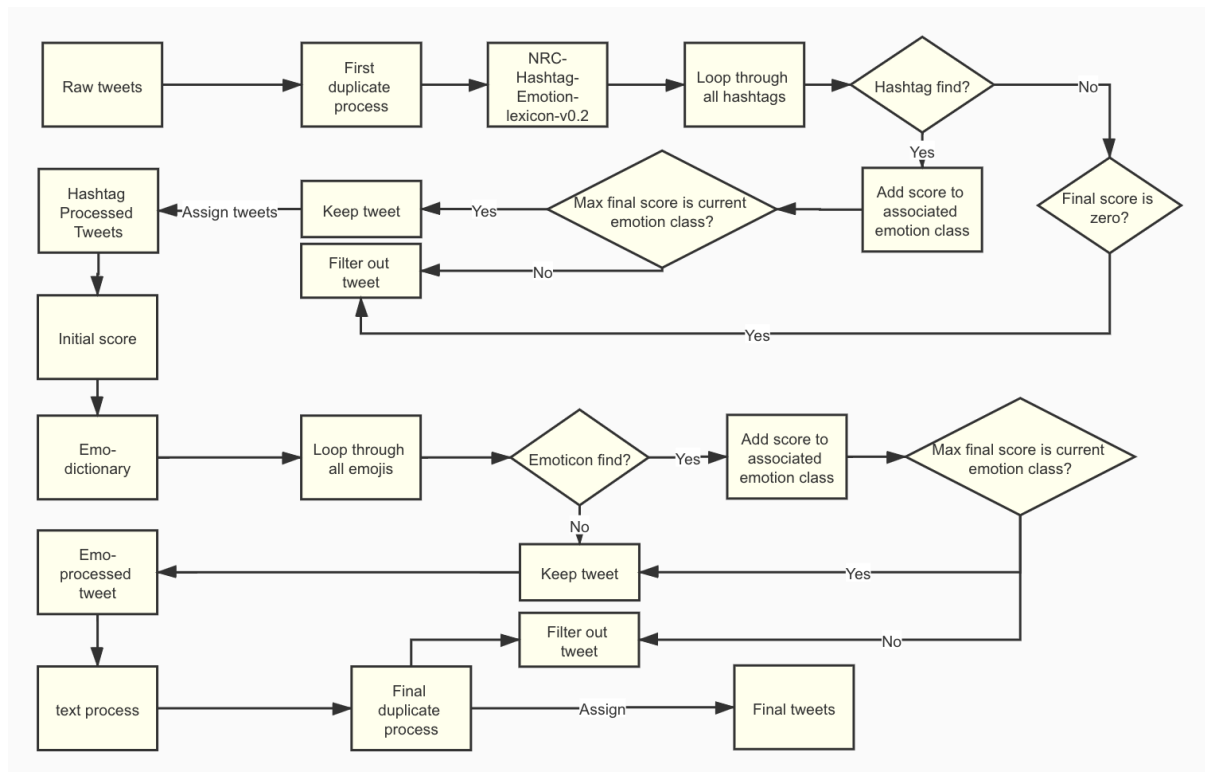 Raw tweets
First
duplicate
process
NRC-
Hashtag-
Emotion-
lexicon-v0.2
Loop through
all hashtags
Hashtag find?
No
Yes
Hashtag
Processed
Tweets
Assign tweets
Keep tweet
Yes
Max final score is current
emotion class?
Add score to
associated
emotion class
Final score is
zero?
Filter out
tweet
No
Yes
Initial score
Emo-
dictionary
Loop through
all emojis
Emoticon find?
Yes
Add score to
associated
emotion class
Max final score is current
emotion class?
No
Emo-
processed
tweet
Keep tweet
Yes
Filter out
tweet
No
text process
Final
duplicate
process
Assign
Final tweets